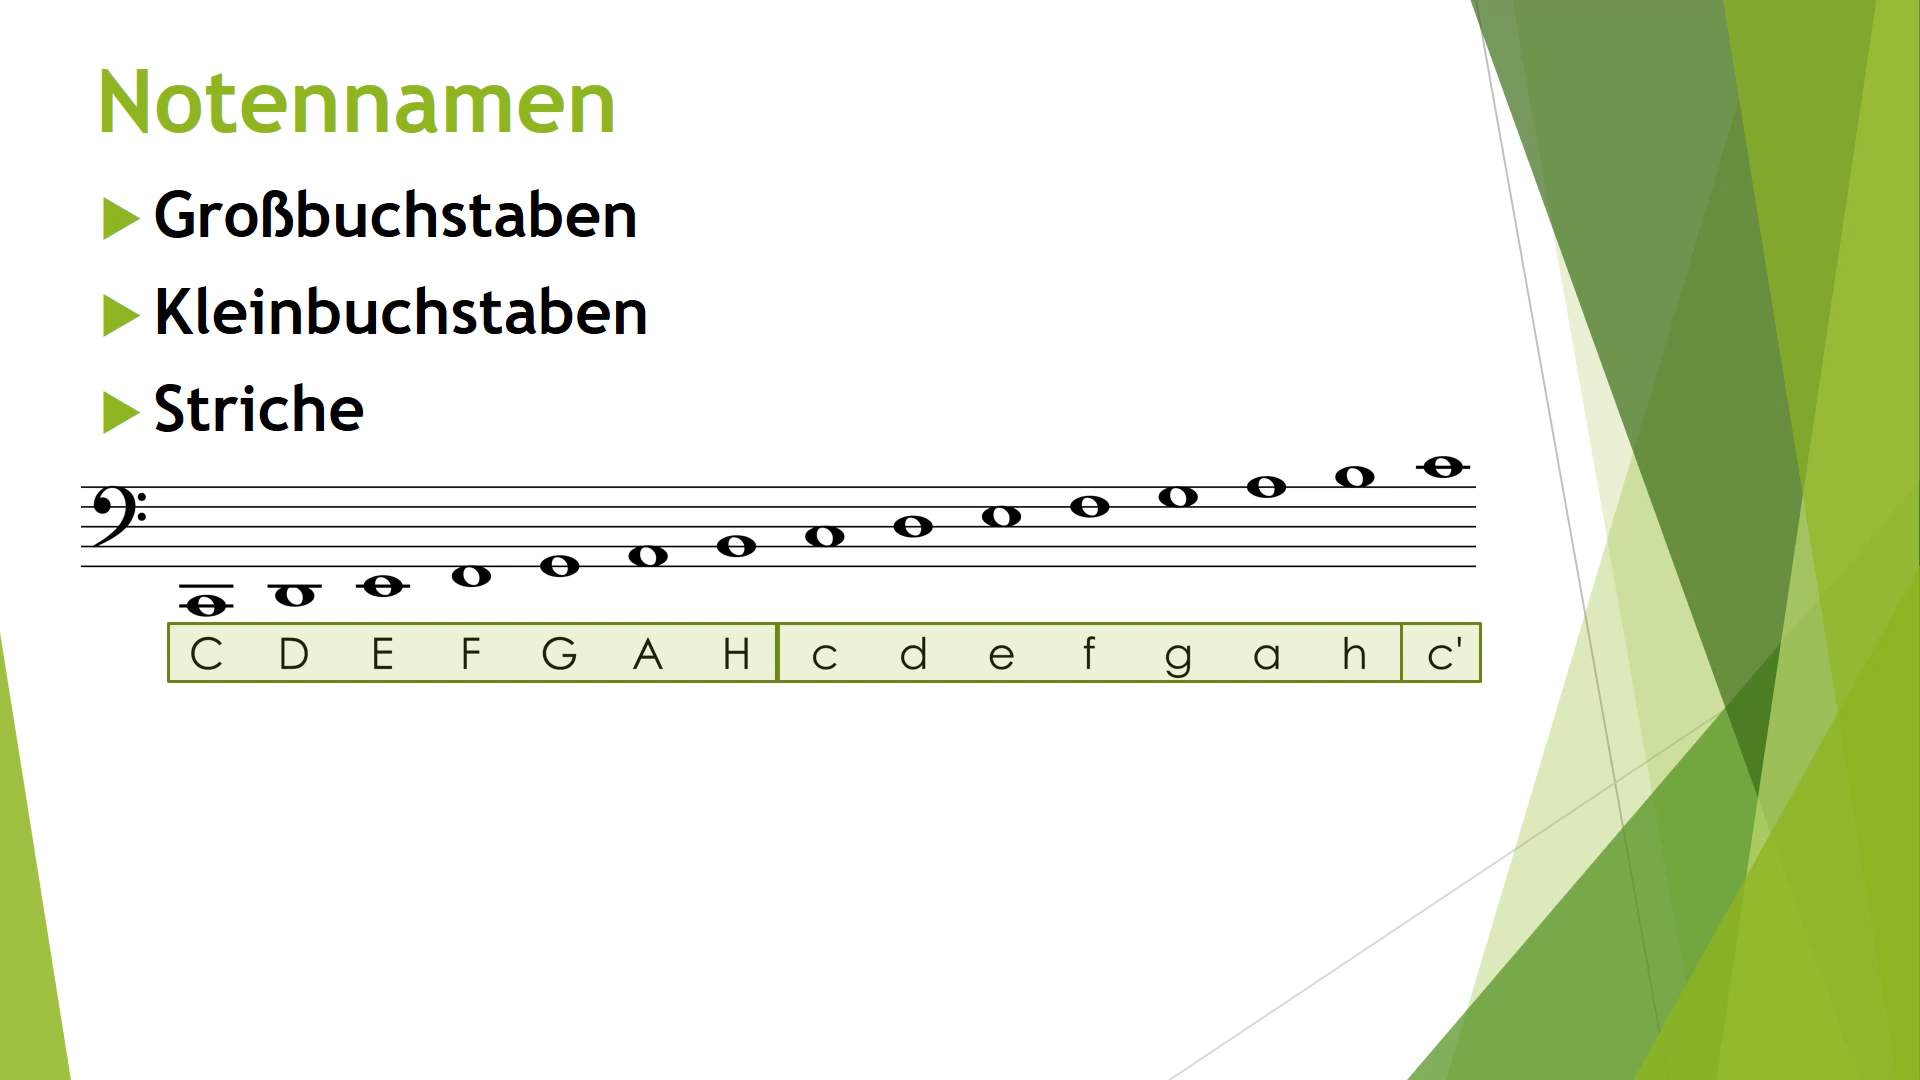 Notennamen
Großbuchstaben
Kleinbuchstaben
Striche
C D E F G A H c d e f g a h c'